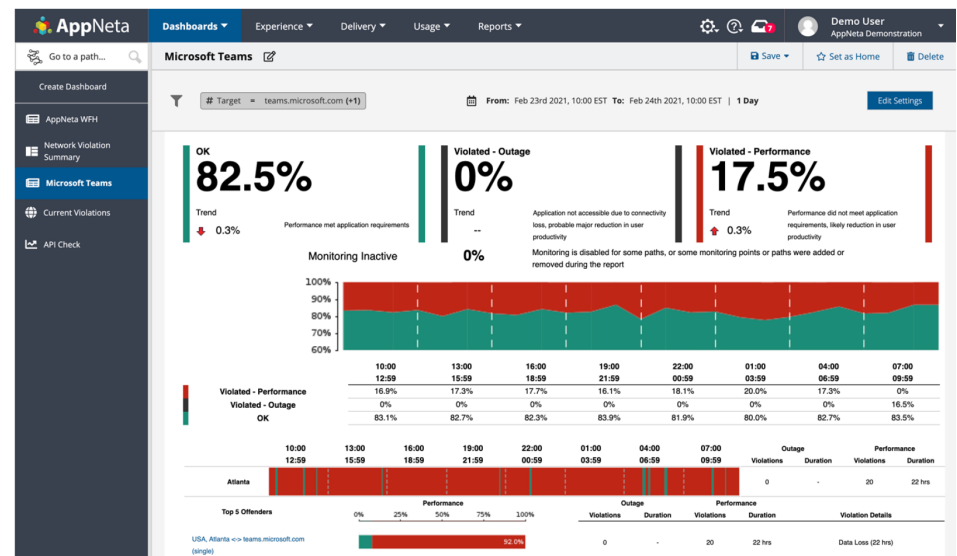 AppNeta
Dashboards Experience Delivery Usage Reports
7
Demo User
AppNeta Demonstration
Go to a path...
Microsoft Teams
Save Set as Home Delete
Create Dashboard
AppNeta WFH
Network Violation
Summary
Microsoft Teams
Current Violations
API Check
# Target = teams.microsoft.com (+1)
From: Feb 23rd 2021, 10:00 EST To: Feb 24th 2021, 10:00 EST | 1 Day
Edit Settings
OK
82.5%
Trend
0.3%
Performance met application requirements
Violated - Outage
0%
Trend
--
Application not accessible due to connectivity
loss, probable major reduction in user
productivity
Violated - Performance
17.5%
Trend
0.3%
Performance did not meet application
requirements, likely reduction in user
productivity
Monitoring Inactive 0% Monitoring is disabled for some paths, or some monitoring points or paths were added or
removed during the report
100%
90%
80%
70%
60%
10:00 13:00 16:00 19:00 22:00 01:00 04:00 07:00
12:59 15:59 18:59 21:59 00:59 03:59 06:59 09:59
Violated - Performance 16.9% 17.3% 17.7% 16.1% 18.1% 20.0% 17.3% 0%
Violated - Outage 0% 0% 0% 0% 0% 0% 0% 16.5%
OK 83.1% 82.7% 82.3% 83.9% 81.9% 80.0% 82.7% 83.5%
10:00 13:00 16:00 19:00 22:00 01:00 04:00 07:00 Outage Performance
12:59 15:59 18:59 21:59 00:59 03:59 06:59 09:59 Violations Duration Violations Duration
Atlanta 0 - 20 22 hrs
Top 5 Offenders Performance Outage Performance
0% 25% 50% 75% 100% Violations Duration Violations Duration Violation Details
USA, Atlanta <-> teams.microsoft.com
(single)
92.0% 0 - 20 22 hrs Data Loss (22 hrs)